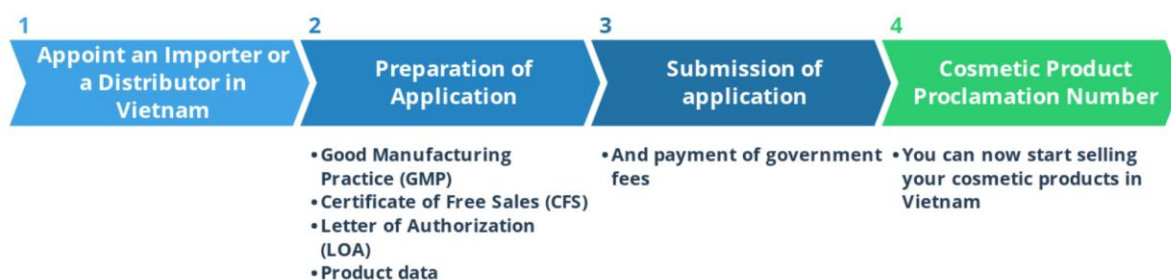 1
Appoint an Importer or
a Distributor in
Vietnam
2
Preparation of
Application
•Good Manufacturing
Practice (GMP)
•Certificate of Free Sales (CFS)
•Letter of Authorization
(LOA)
•Product data
3
Submission of
application
•And payment of government
fees
4
Cosmetic Product
Proclamation Number
•You can now start selling
your cosmetic products in
Vietnam